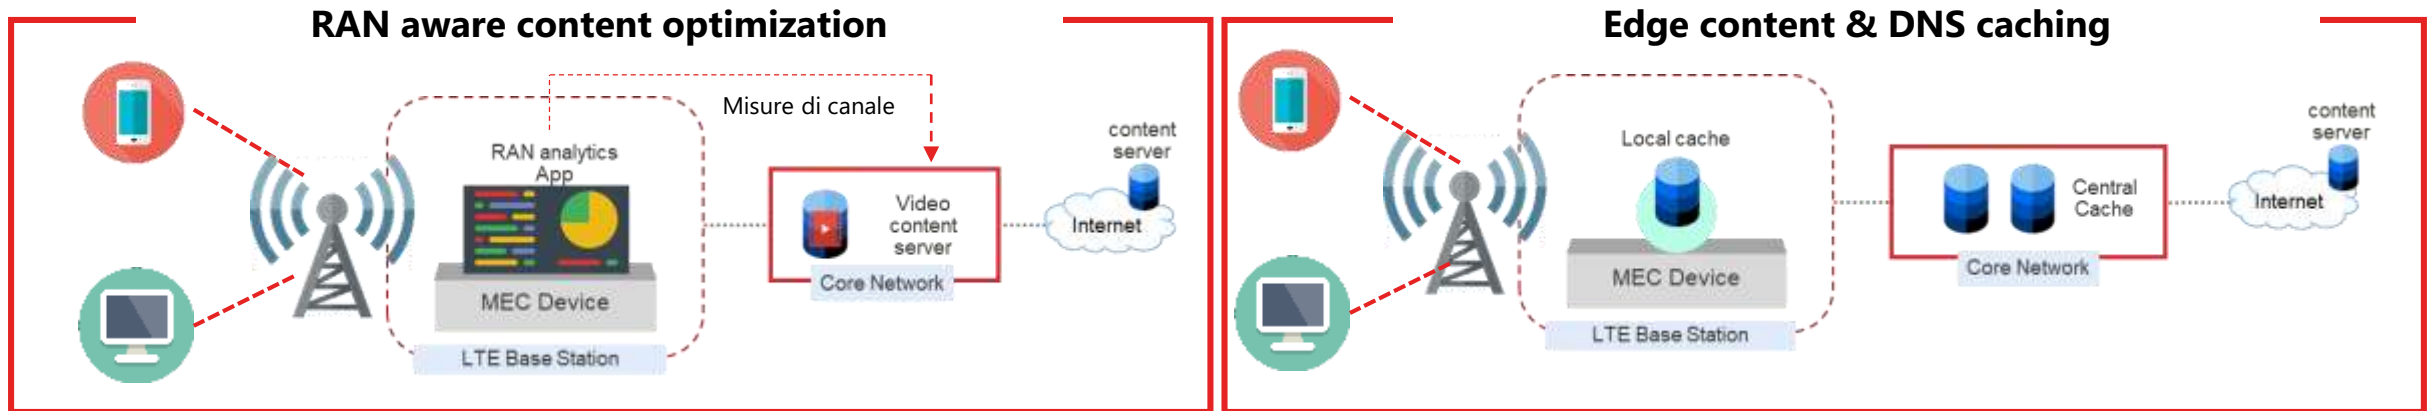 RAN aware content optimization
Misure di canale
RAN analytics
App
MEC Device
LTE Base Station
Video
content
server
Core Network
content
server
Internet
Edge content & DNS caching
Local cache
MEC Device
LTE Base Station
Central
Cache
Core Network
content
server
Internet